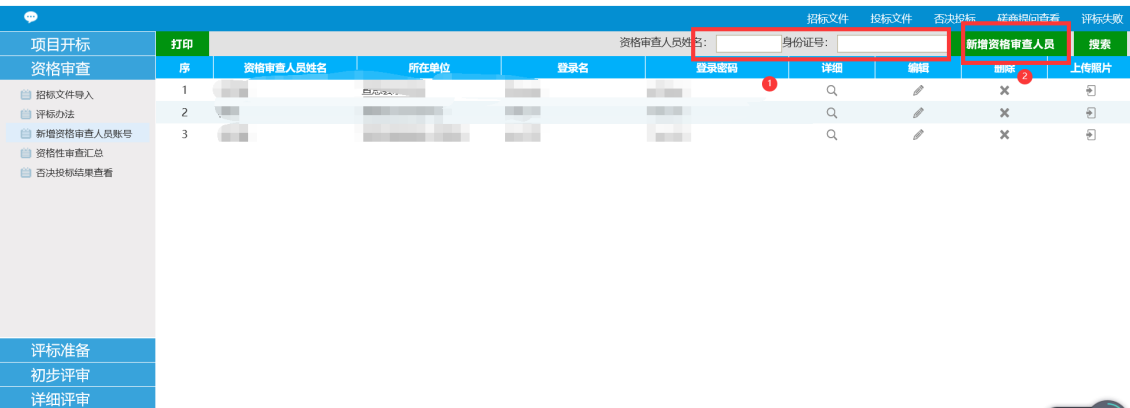 招标文件 投标文件 否决投标 磋商提问查看 评标失败
项目开标 打印 资格审查人员姓名: 身份证号: 新增资格审查人员 搜索
资格审查 序 资格审查人员姓名 所在单位 登录名 登录密码 详细 编辑 删除 上传照片
招标文件导入 1 1 2
评标办法 2
新增资格审查人员账号 3
资格性审查汇总
否决投标结果查看
评标准备
初步评审
详细评审